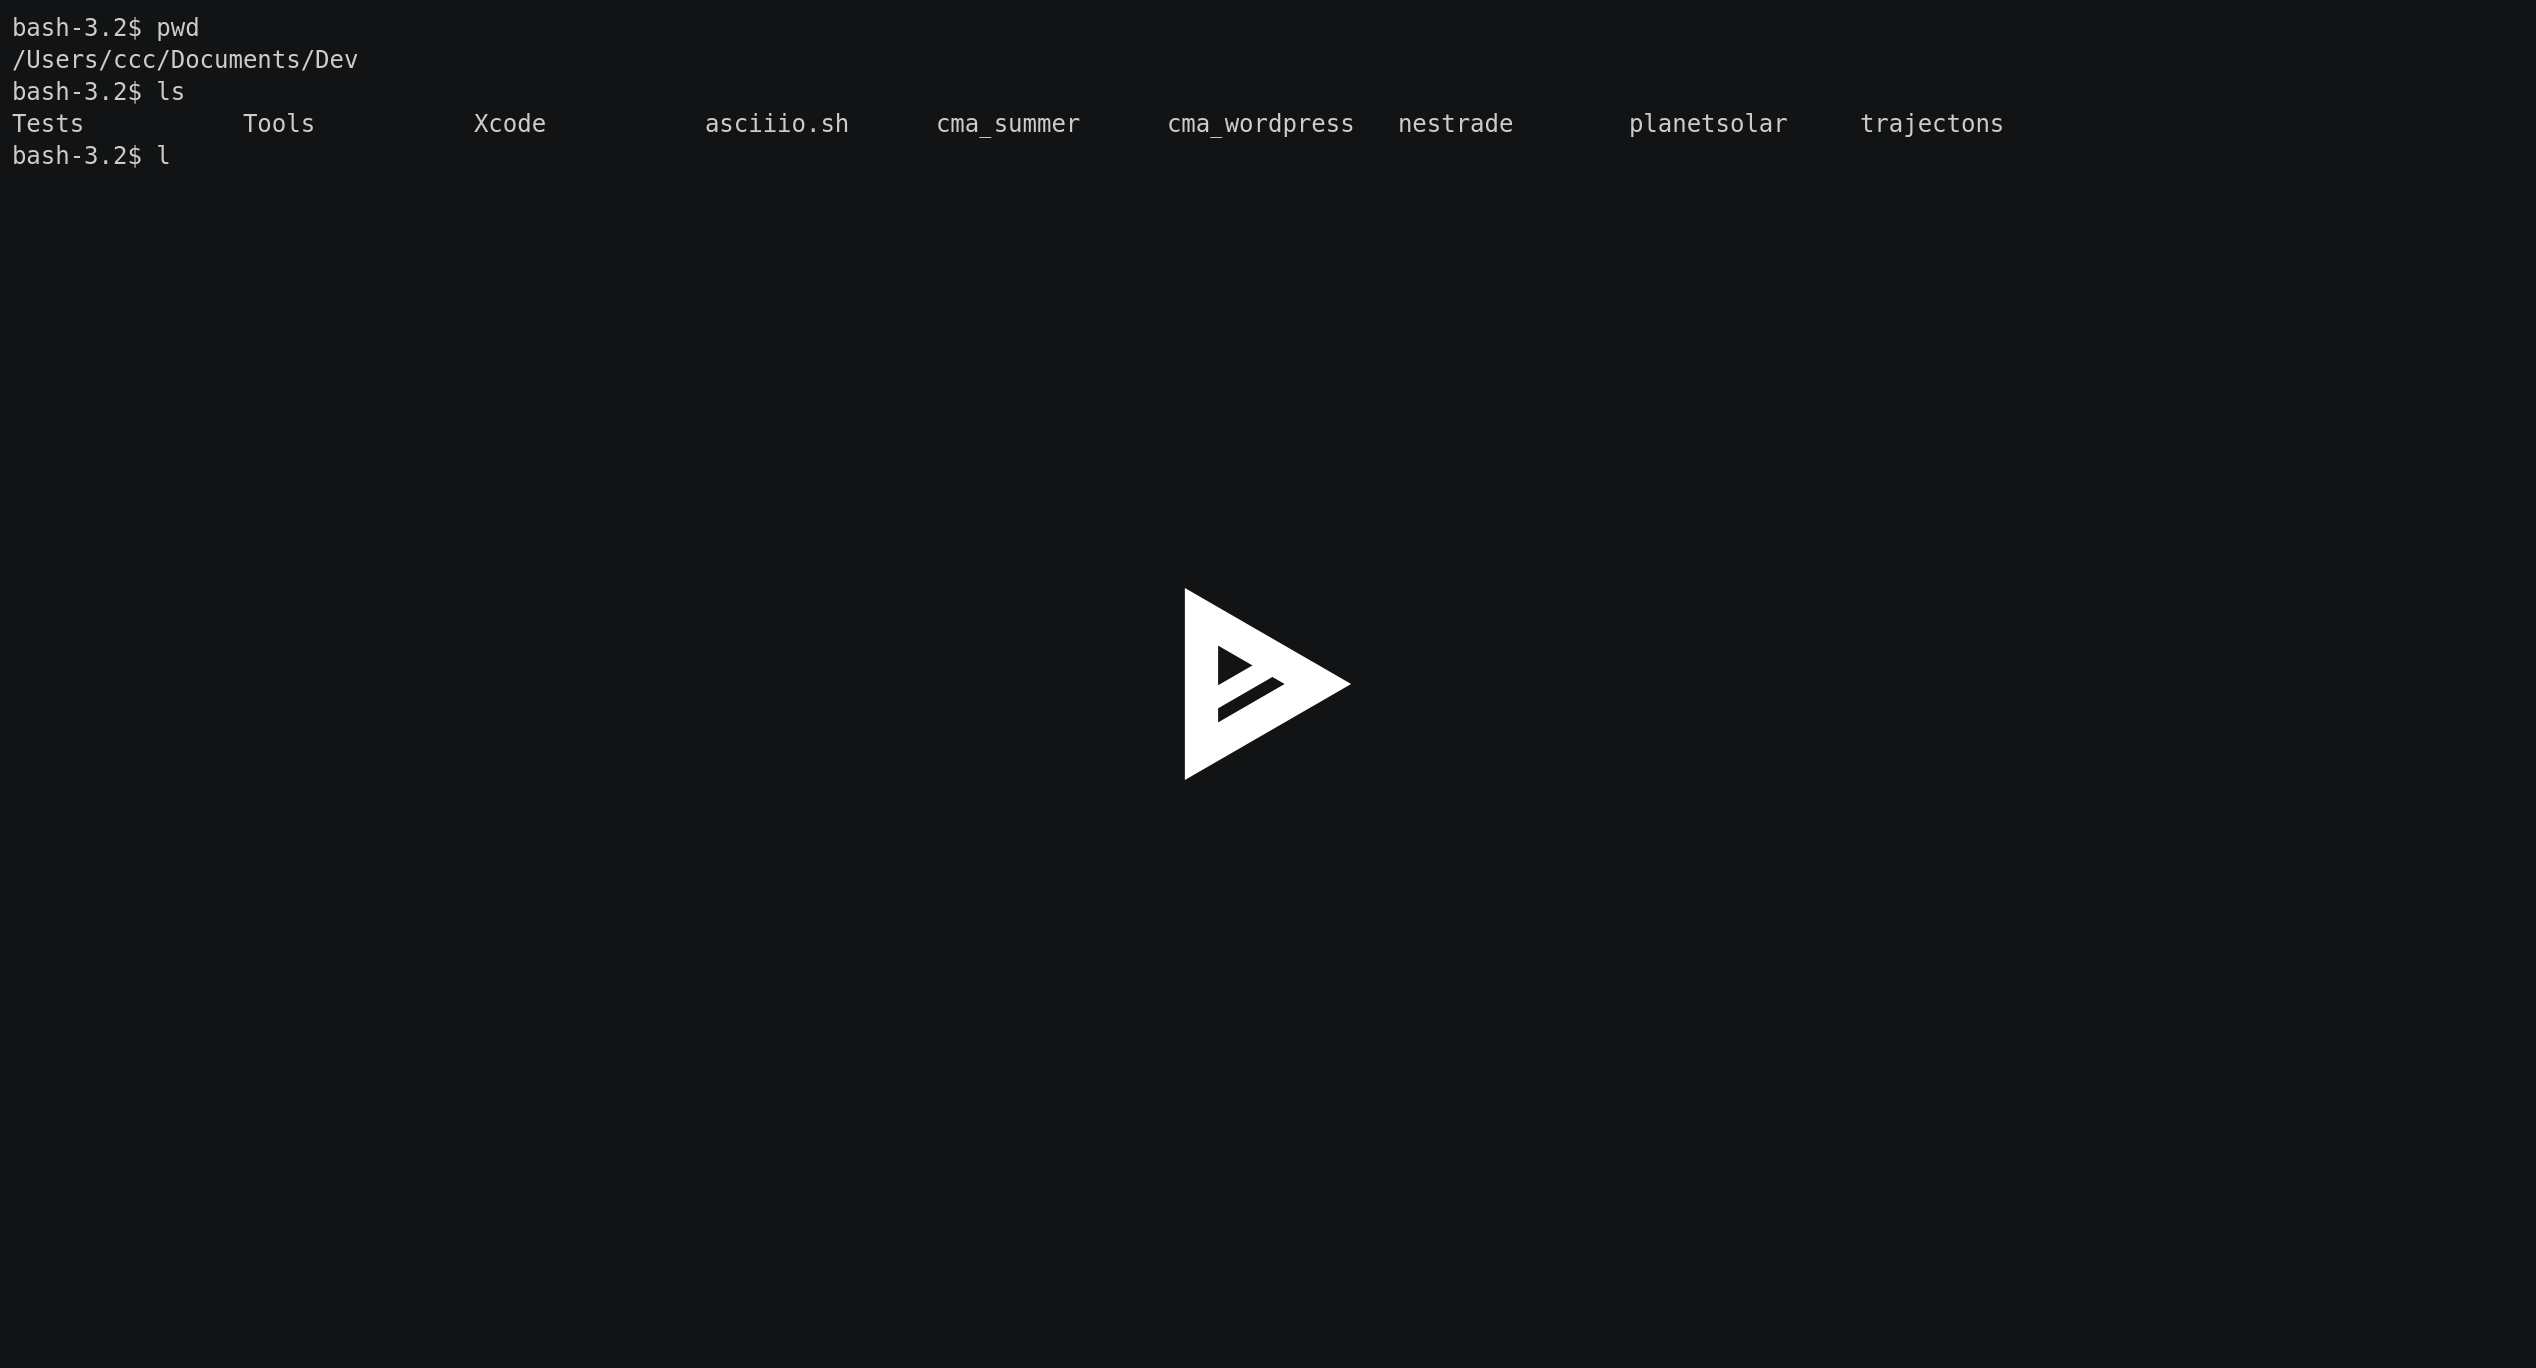 bash-3.2$ pwd
/Users/ccc/Documents/Dev
bash-3.2$ ls
Tests Tools Xcode asciiio.sh cma_summer cma_wordpress nestrade planetsolar trajectons
bash-3.2$ l